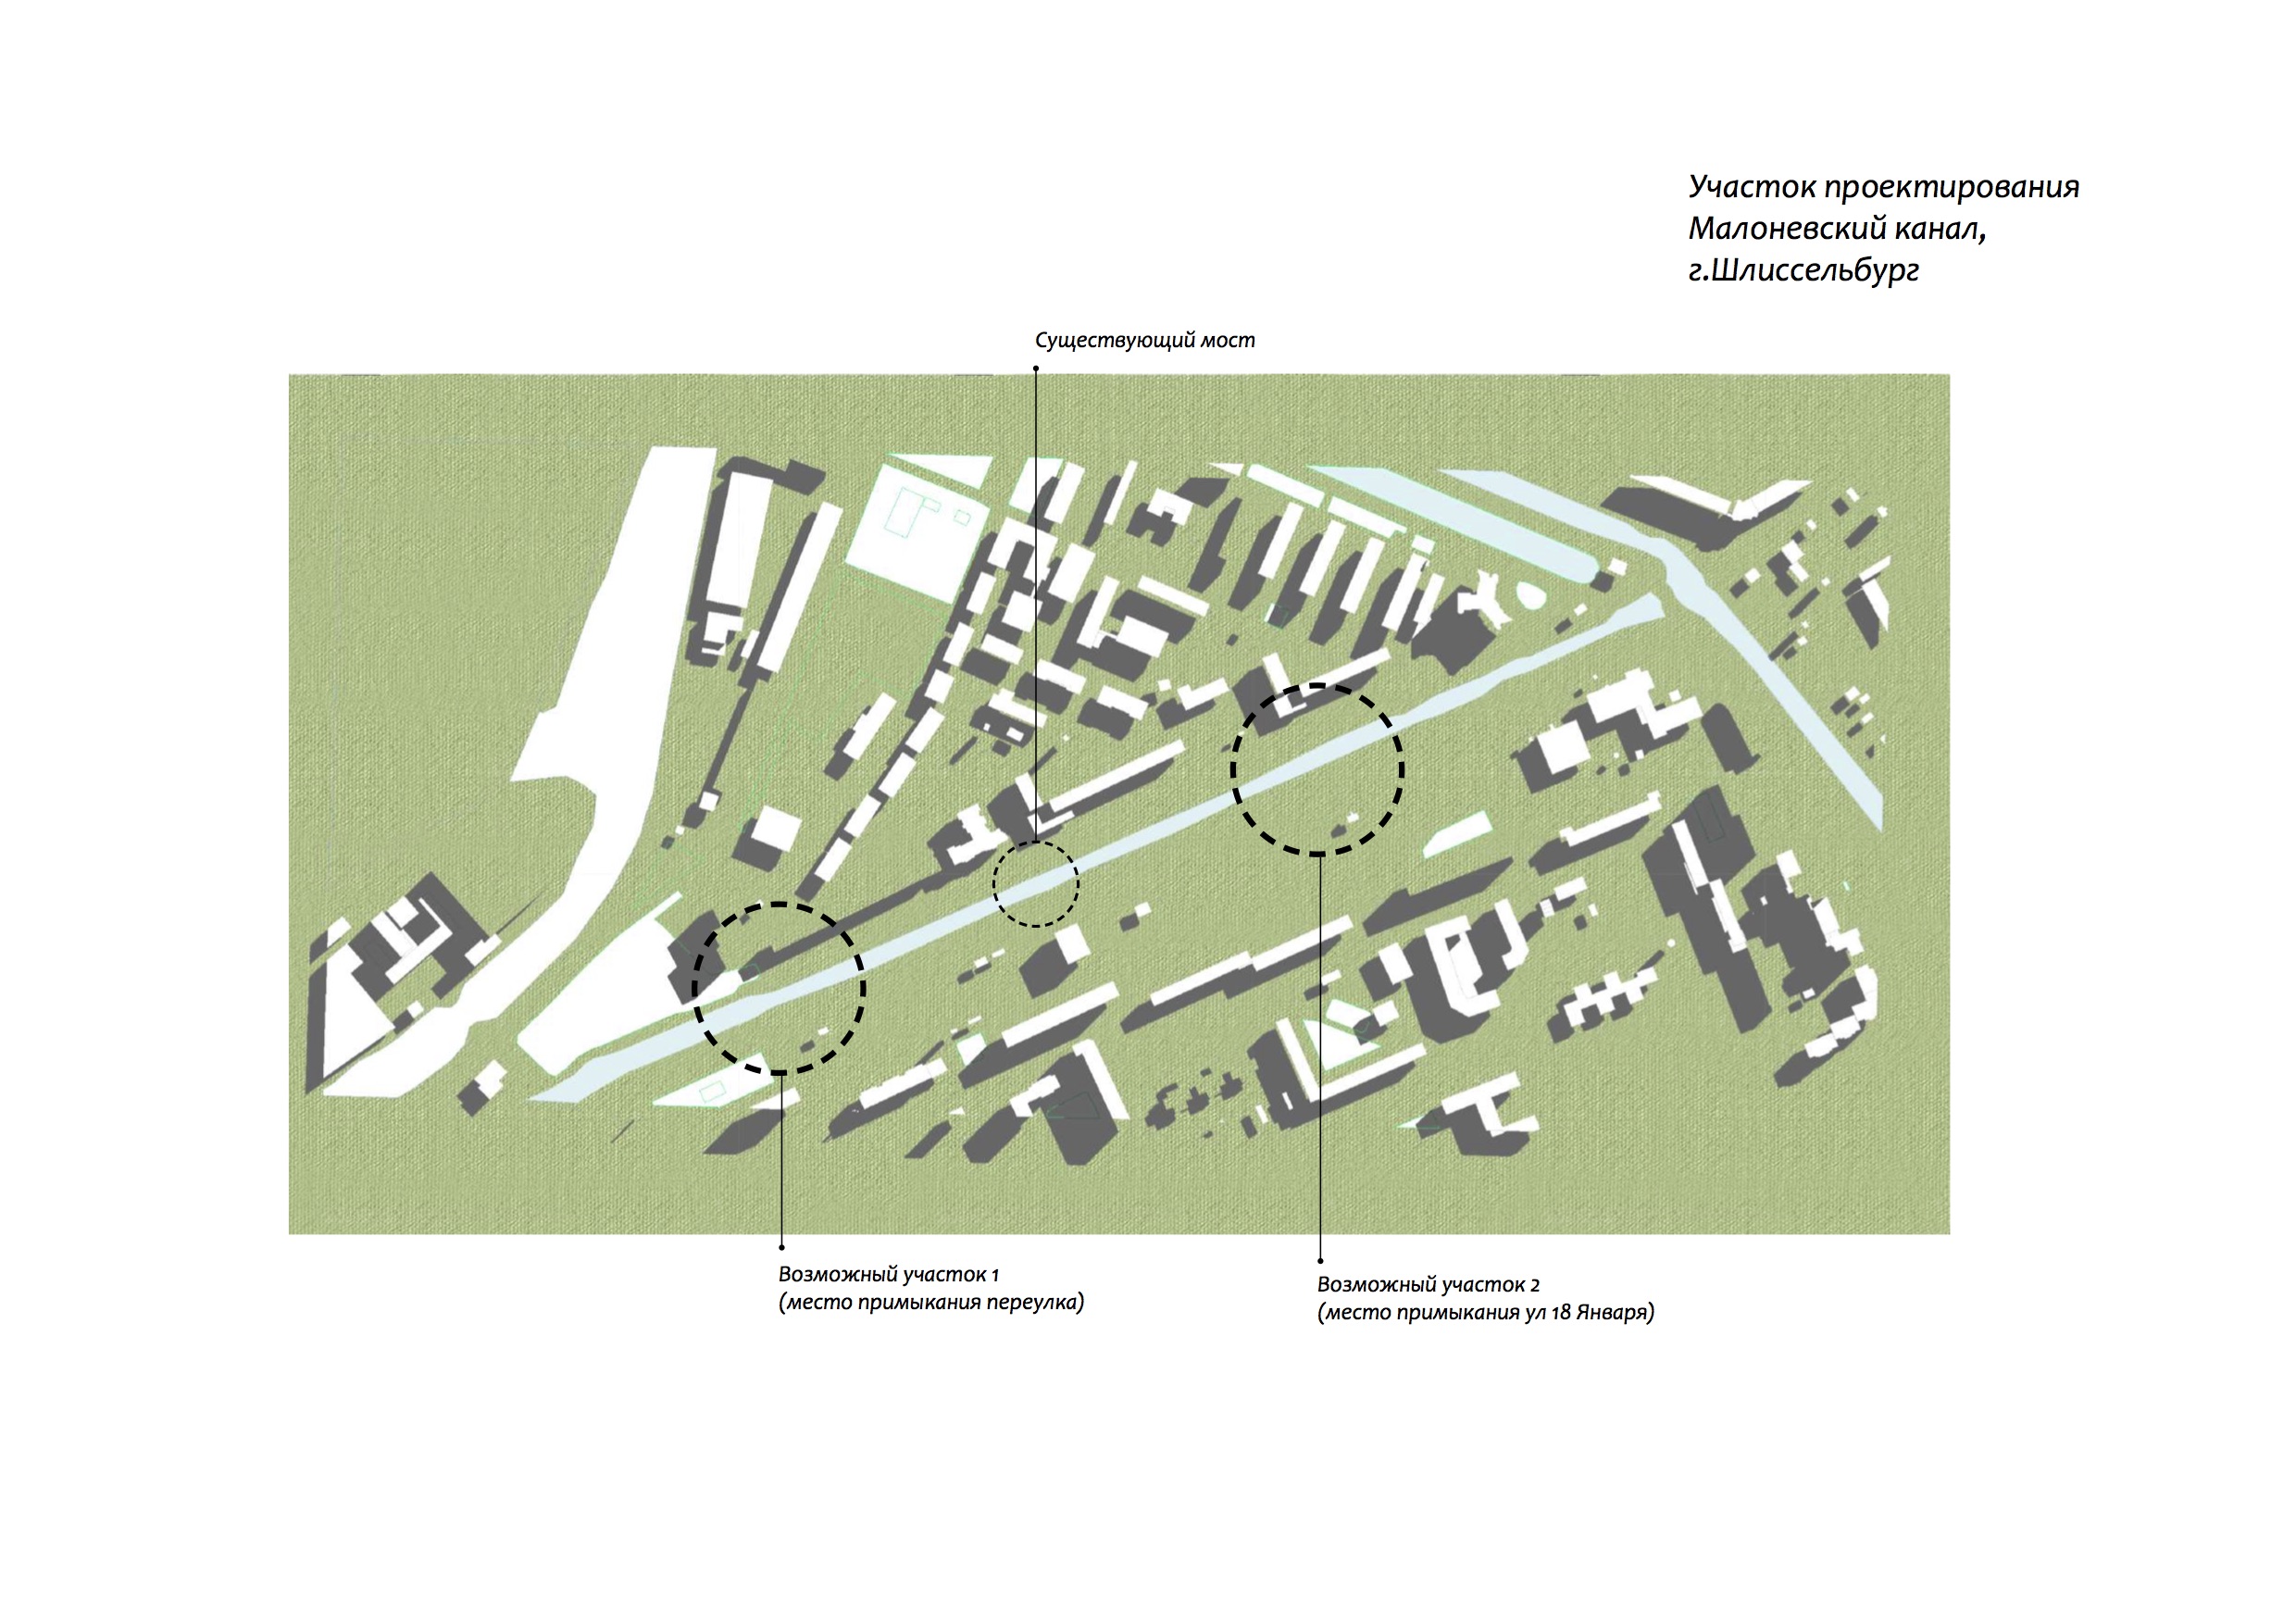 Участок проектирования
Малоневский канал,
г.Шлиссельбург
Существующий мост
Возможный участок 1
(место примыкания переулка)
Возможный участок 2
(место примыкания ул 18 Января)